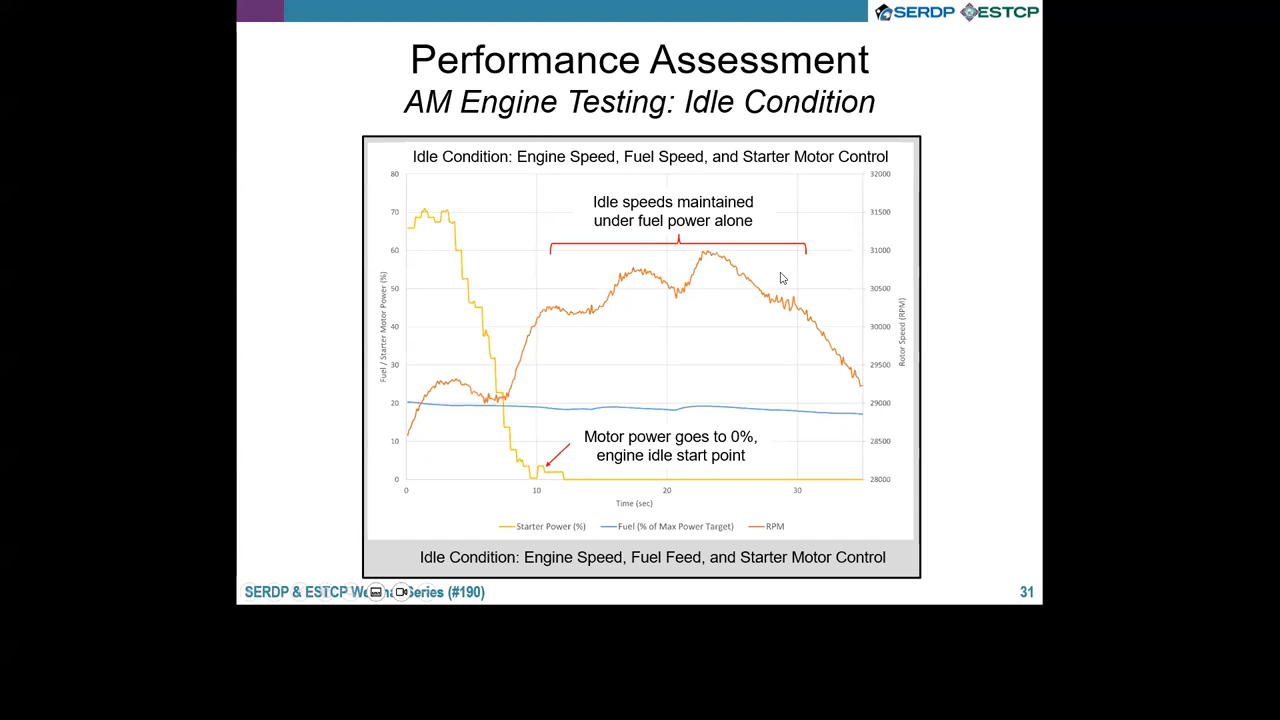 SERDP ESTCP
Performance Assessment
AM Engine Testing: Idle Condition
Idle Condition: Engine Speed, Fuel Speed, and Starter Motor Control
80
70
60
50
40
30
20
10
0
Fuel / Starter Motor Power (%)
Idle speeds maintained
under fuel power alone
Motor power goes to 0%,
engine idle start point
32000
31500
31000
30500
30000
29500
29000
28500
28000
Rotor Speed (RPM)
0 10 20 30
Time (sec)
Starter Power (%) Fuel (% of Max Power Target) RPM
Idle Condition: Engine Speed, Fuel Feed, and Starter Motor Control
SERDP & ESTCP Series (#190)
31